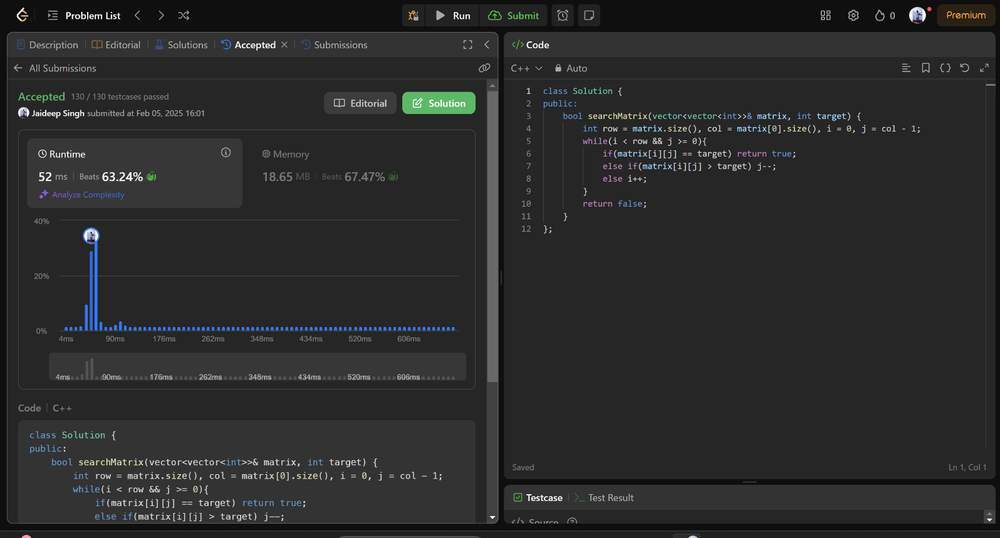 Problem List
Run
Submit
0
Premium
Description
Editorial
Solutions
Accepted
Submissions
All Submissions
Accepted 130 / 130 testcases passed
Jaideep Singh submitted at Feb 05, 2025 16:01
Editorial
Solution
Runtime
52 ms Beats 63.24%
Analyze Complexity
Memory
18.65 MB Beats 67.47%
40%
20%
0%
4ms 90ms 176ms 262ms 348ms 434ms 520ms 606ms
4ms 90ms 176ms 262ms 348ms 434ms 520ms 606ms
Code C++
class Solution {
public:
    bool searchMatrix(vector<vector<int>>& matrix, int target) {
        int row = matrix.size(), col = matrix[0].size(), i = 0, j = col - 1;
        while(i < row && j >= 0){
            if(matrix[i][j] == target) return true;
            else if(matrix[i][j] > target) j--;
</> Code
C++ Auto
1 class Solution {
2 public:
3     bool searchMatrix(vector<vector<int>>& matrix, int target) {
4         int row = matrix.size(), col = matrix[0].size(), i = 0, j = col - 1;
5         while(i < row && j >= 0){
6             if(matrix[i][j] == target) return true;
7             else if(matrix[i][j] > target) j--;
8             else i++;
9         }
10         return false;
11     }
12 };
Saved
Ln 1, Col 1
Testcase
Test Result
</> Source